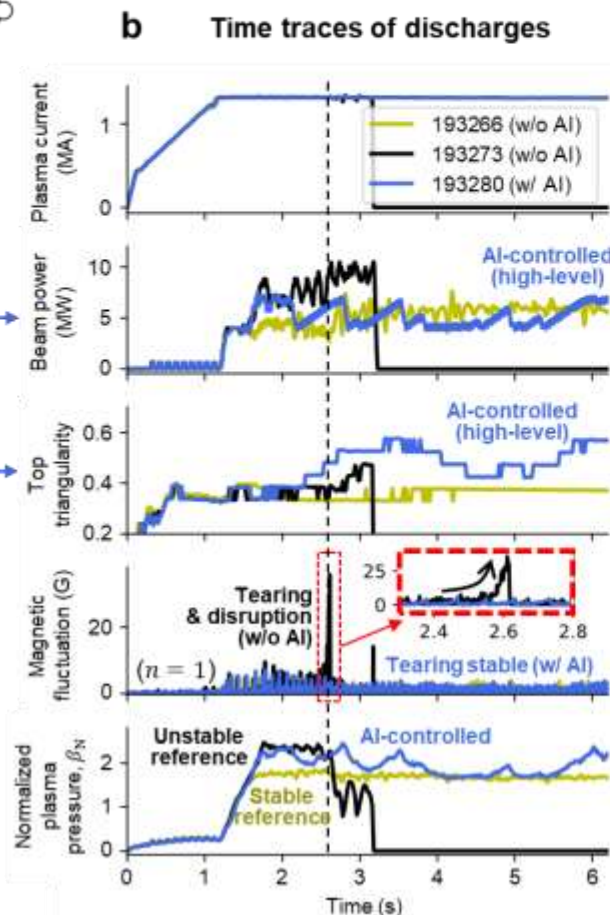 b Time traces of discharges
Plasma current
(MA)
1
0
193266 (w/o AI)
193273 (w/o AI)
193280 (w/ AI)
Beam power
(MW)
10
5
0
AI-controlled
(high-level)
Top
triangularity
0.6
0.4
0.2
AI-controlled
(high-level)
Magnetic
fluctuation (G)
20
0
(n = 1)
Tearing
& disruption
(w/o AI)
25
0
2.4 2.6 2.8
Tearing stable (w/ AI)
Normalized
plasma
pressure, βN
2
1
0
Unstable
reference
AI-controlled
Stable
reference
0 1 2 3 4 5 6
Time (s)